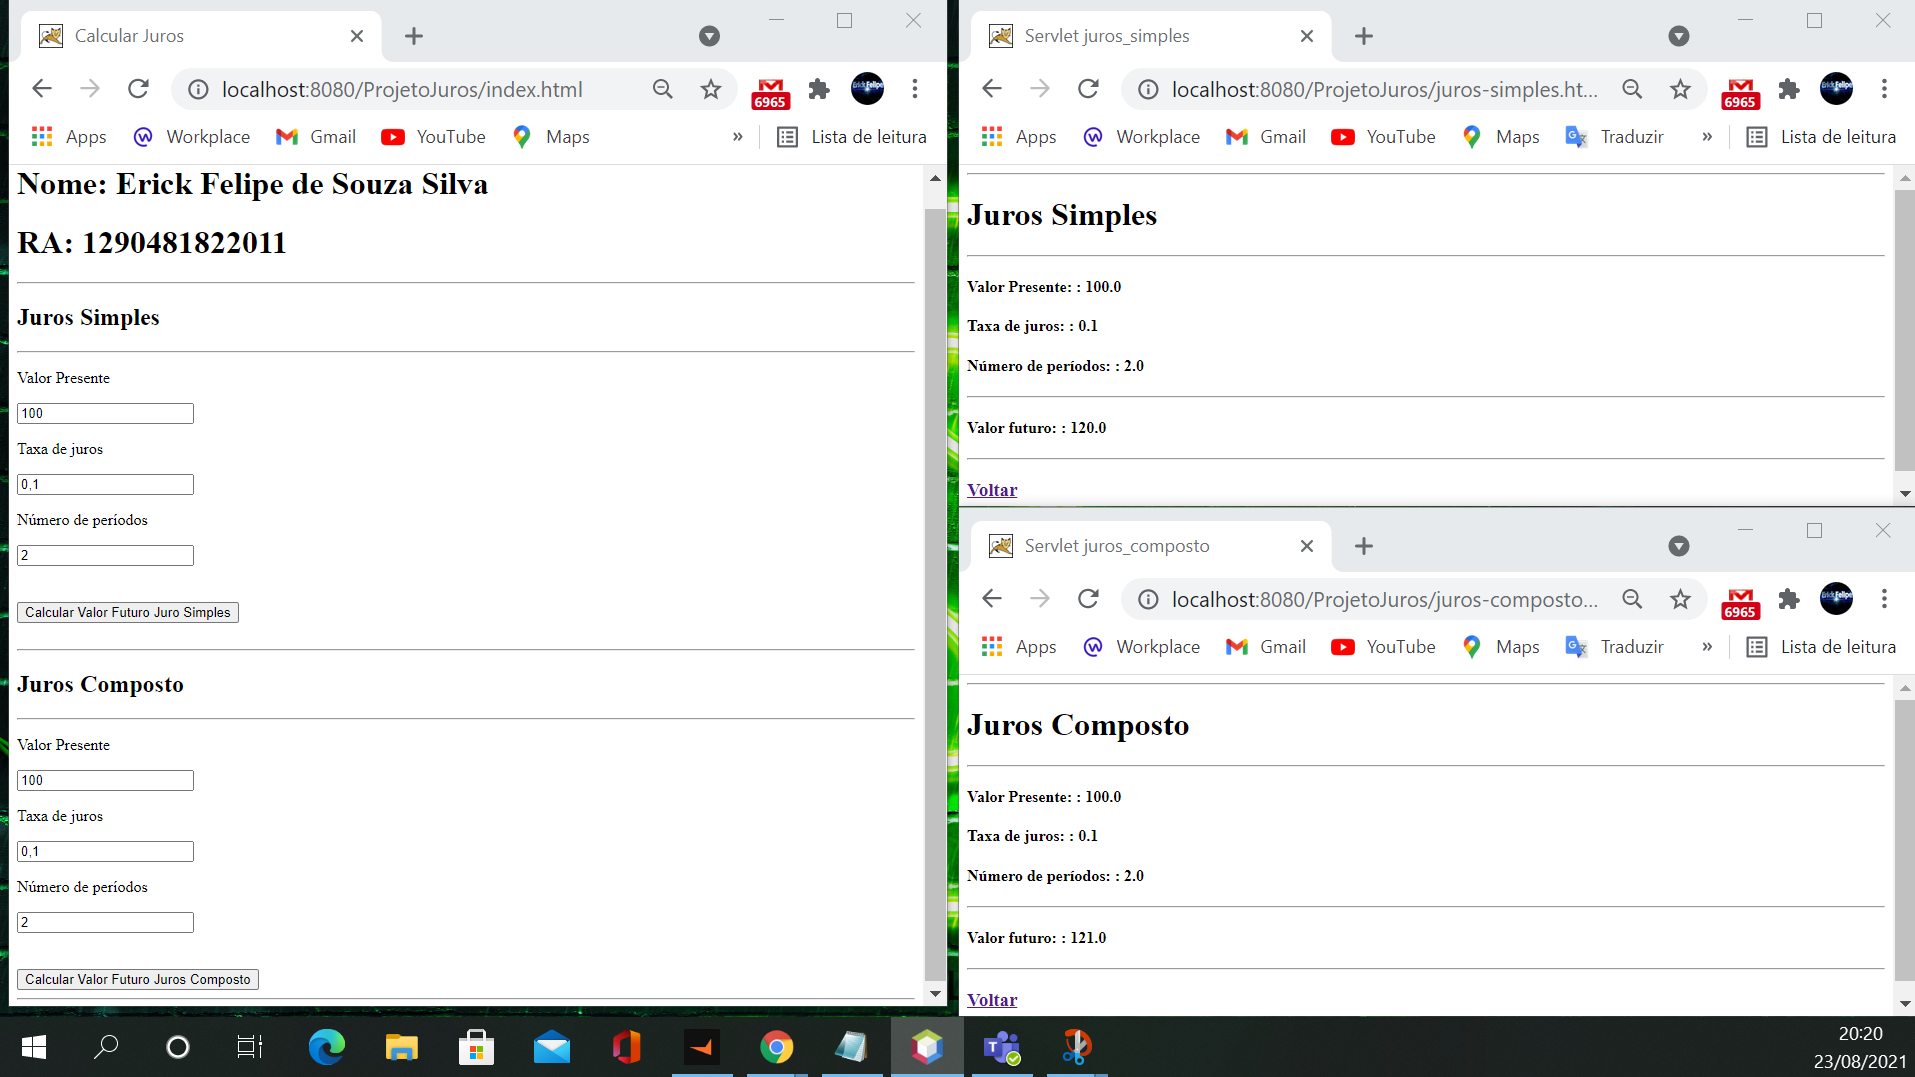 Calcular Juros
localhost:8080/ProjetoJuros/index.html
6965
Apps Workplace Gmail YouTube Maps » Lista de leitura
Nome: Erick Felipe de Souza Silva
RA: 1290481822011
Juros Simples
Valor Presente
100
Taxa de juros
0,1
Número de períodos
2
Calcular Valor Futuro Juro Simples
Juros Composto
Valor Presente
100
Taxa de juros
0,1
Número de períodos
2
Calcular Valor Futuro Juros Composto
Servlet juros_simples
localhost:8080/ProjetoJuros/juros-simples.ht...
6965
Apps Workplace Gmail YouTube Maps Traduzir » Lista de leitura
Juros Simples
Valor Presente: : 100.0
Taxa de juros: : 0.1
Número de períodos: : 2.0
Valor futuro: : 120.0
Voltar
Servlet juros_composto
localhost:8080/ProjetoJuros/juros-composto...
6965
Apps Workplace Gmail YouTube Maps Traduzir » Lista de leitura
Juros Composto
Valor Presente: : 100.0
Taxa de juros: : 0.1
Número de períodos: : 2.0
Valor futuro: : 121.0
Voltar
20:20
23/08/2021